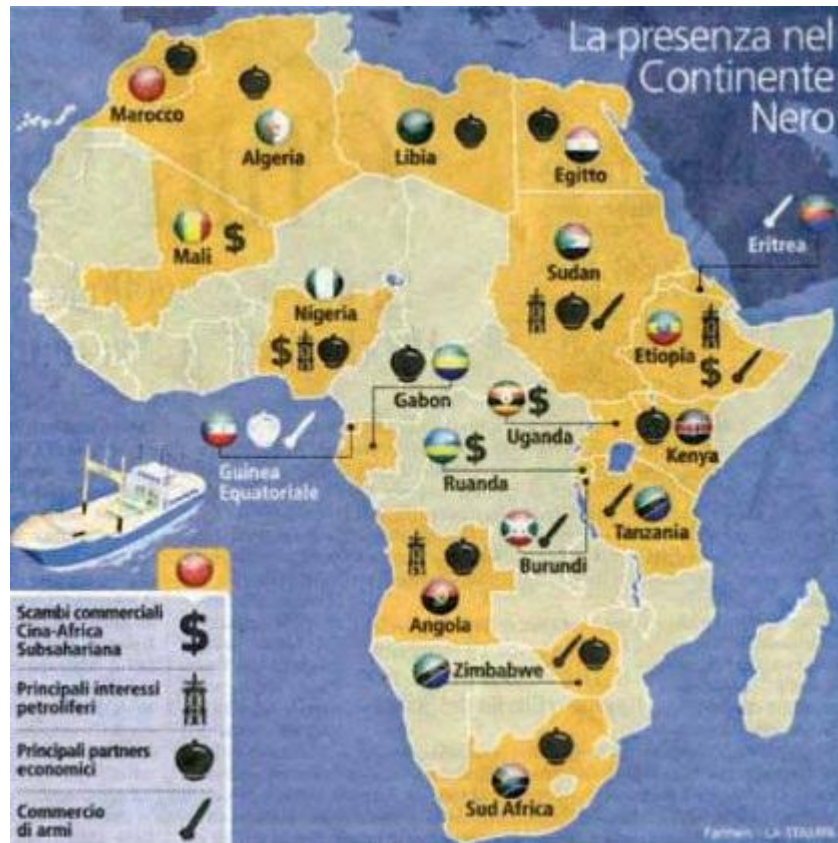 La presenza nel
Continente
Nero
Marocco
Algeria
Libia
Egitto
Eritrea
Mali
$
Sudan
Nigeria
Etiopia
$
$
Gabon
$
Uganda
Kenya
Guinea
Equatoriale
$
Ruanda
Tanzania
Burundi
Angola
Zimbabwe
Sud Africa
Scambi commerciali
Cina-Africa
Subsahariana
$
Principali interessi
petroliferi
Principali partners
economici
Commercio
di armi
LA STAMPA